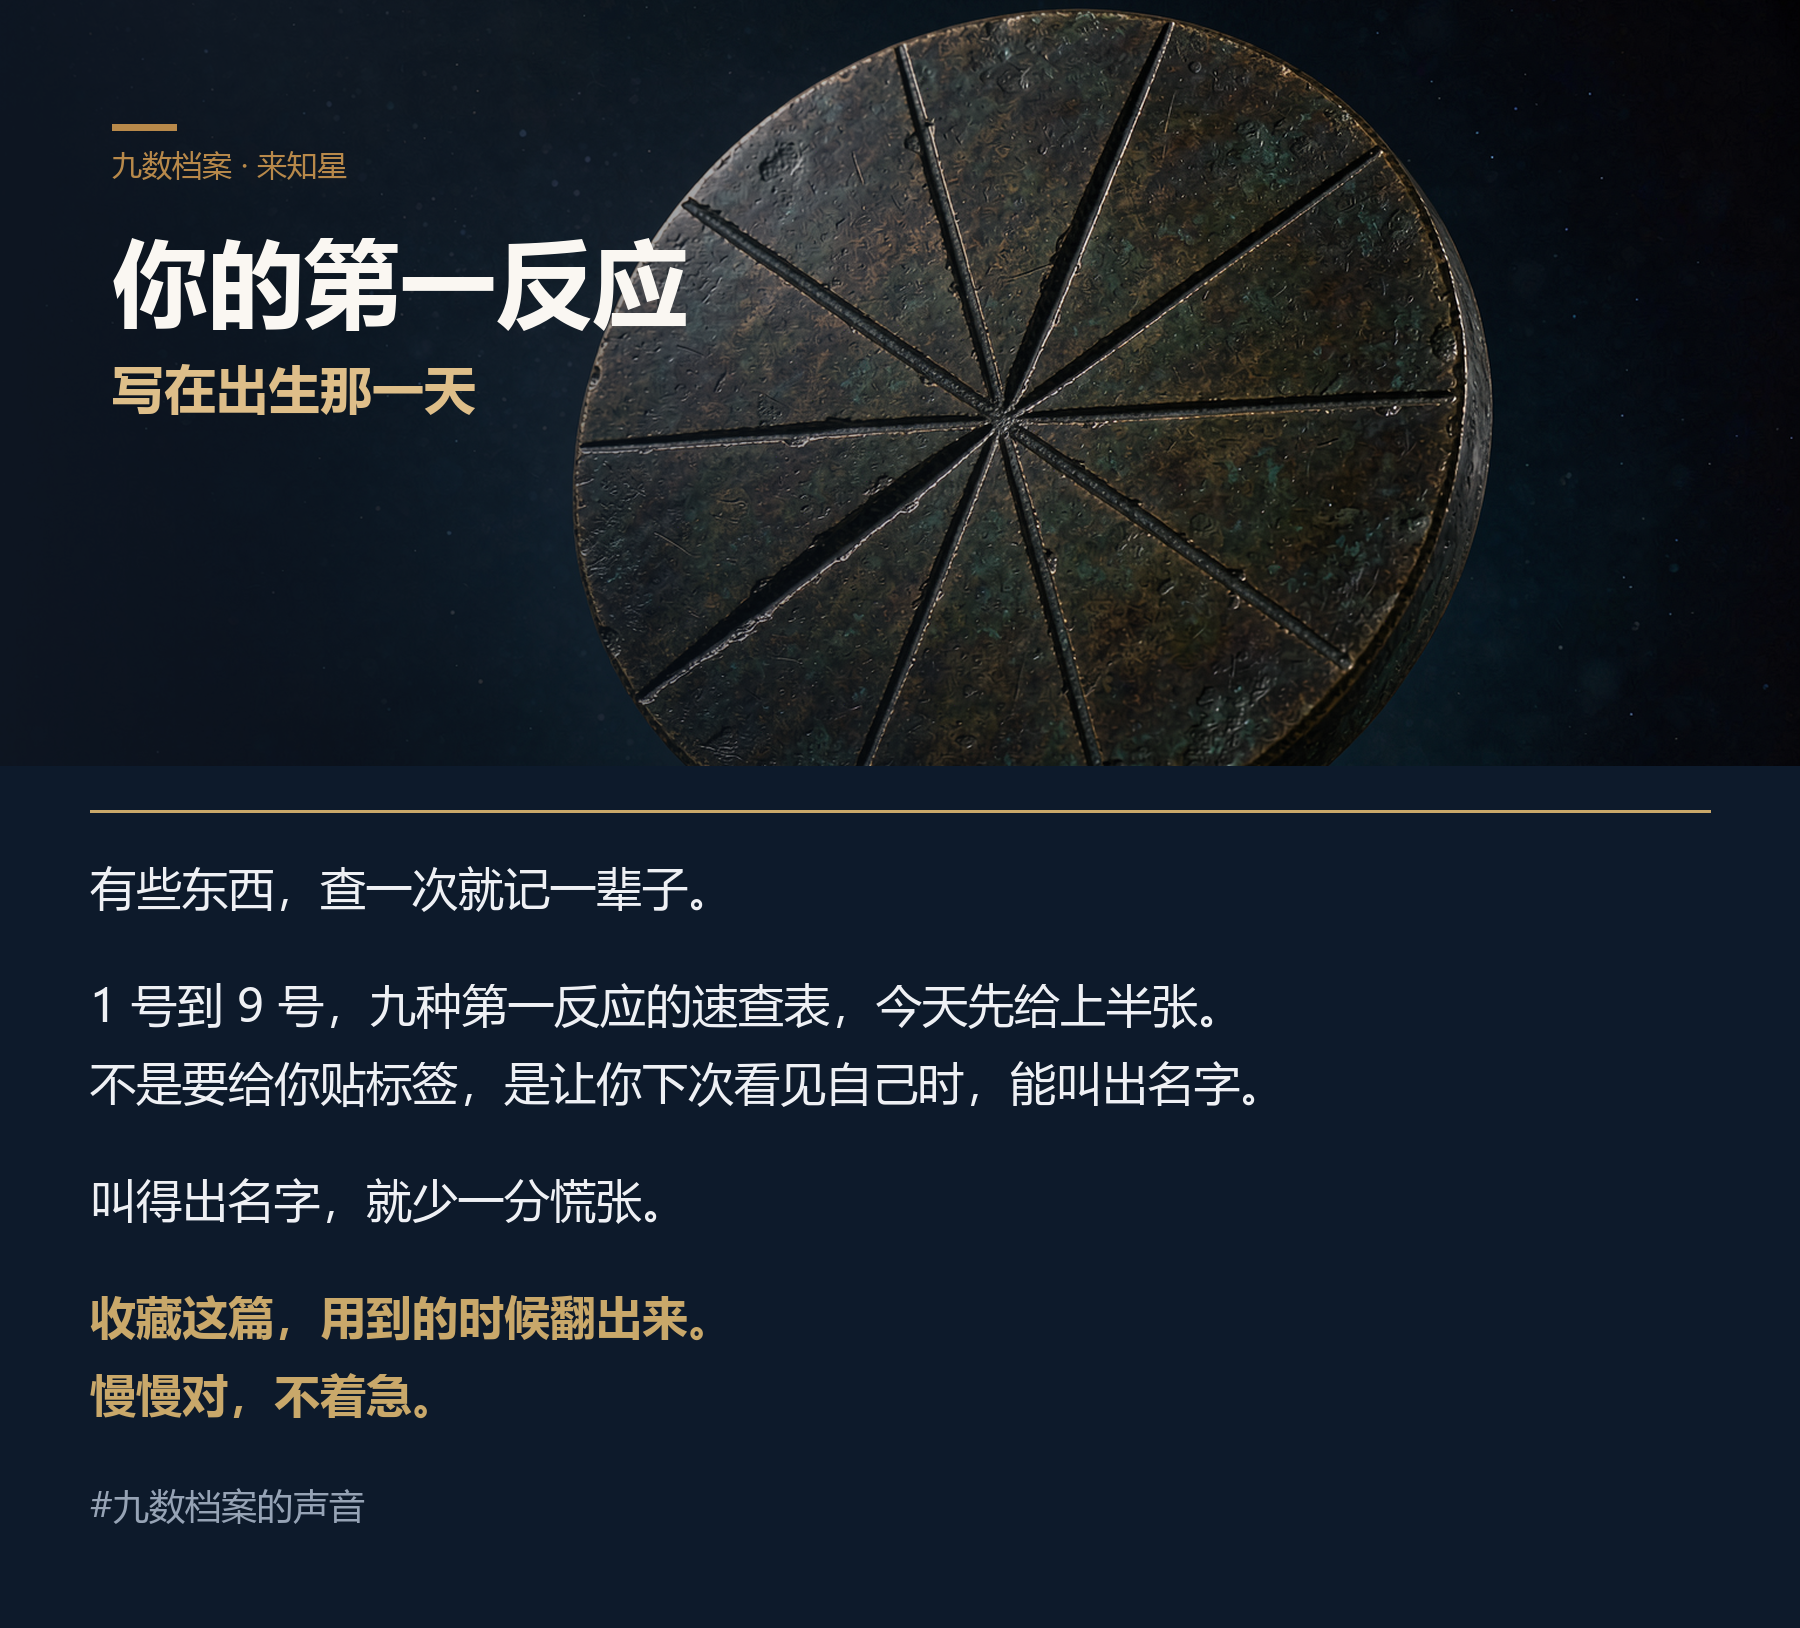 九数档案 · 来知星
你的第一反应
写在出生那一天
有些东西，查一次就记一辈子。
1 号到 9 号，九种第一反应的速查表，今天先给上半张。
不是要给你贴标签，是让你下次看见自己时，能叫出名字。
叫得出名字，就少一分慌张。
收藏这篇，用到的时候翻出来。
慢慢对，不着急。
#九数档案的声音